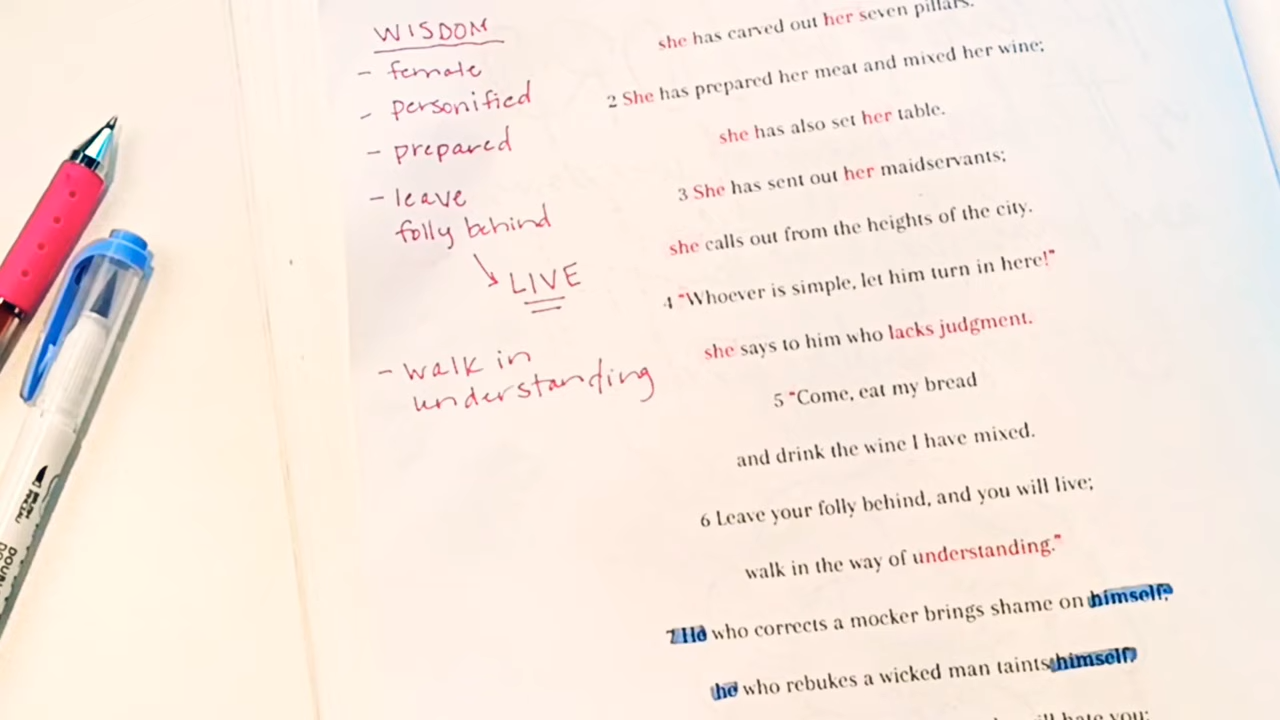 WISDOM
- female
- personified
- prepared
- leave
folly behind
LIVE
- walk in
understanding
she has carved out her seven pillars.
2 She has prepared her meat and mixed her wine;
she has also set her table.
3 She has sent out her maidservants;
she calls out from the heights of the city.
4 "Whoever is simple, let him turn in here!"
she says to him who lacks judgment.
5 "Come, eat my bread
and drink the wine I have mixed.
6 Leave your folly behind, and you will live;
walk in the way of understanding."
7 He who corrects a mocker brings shame on himself;
he who rebukes a wicked man taints himself.
will hate you;